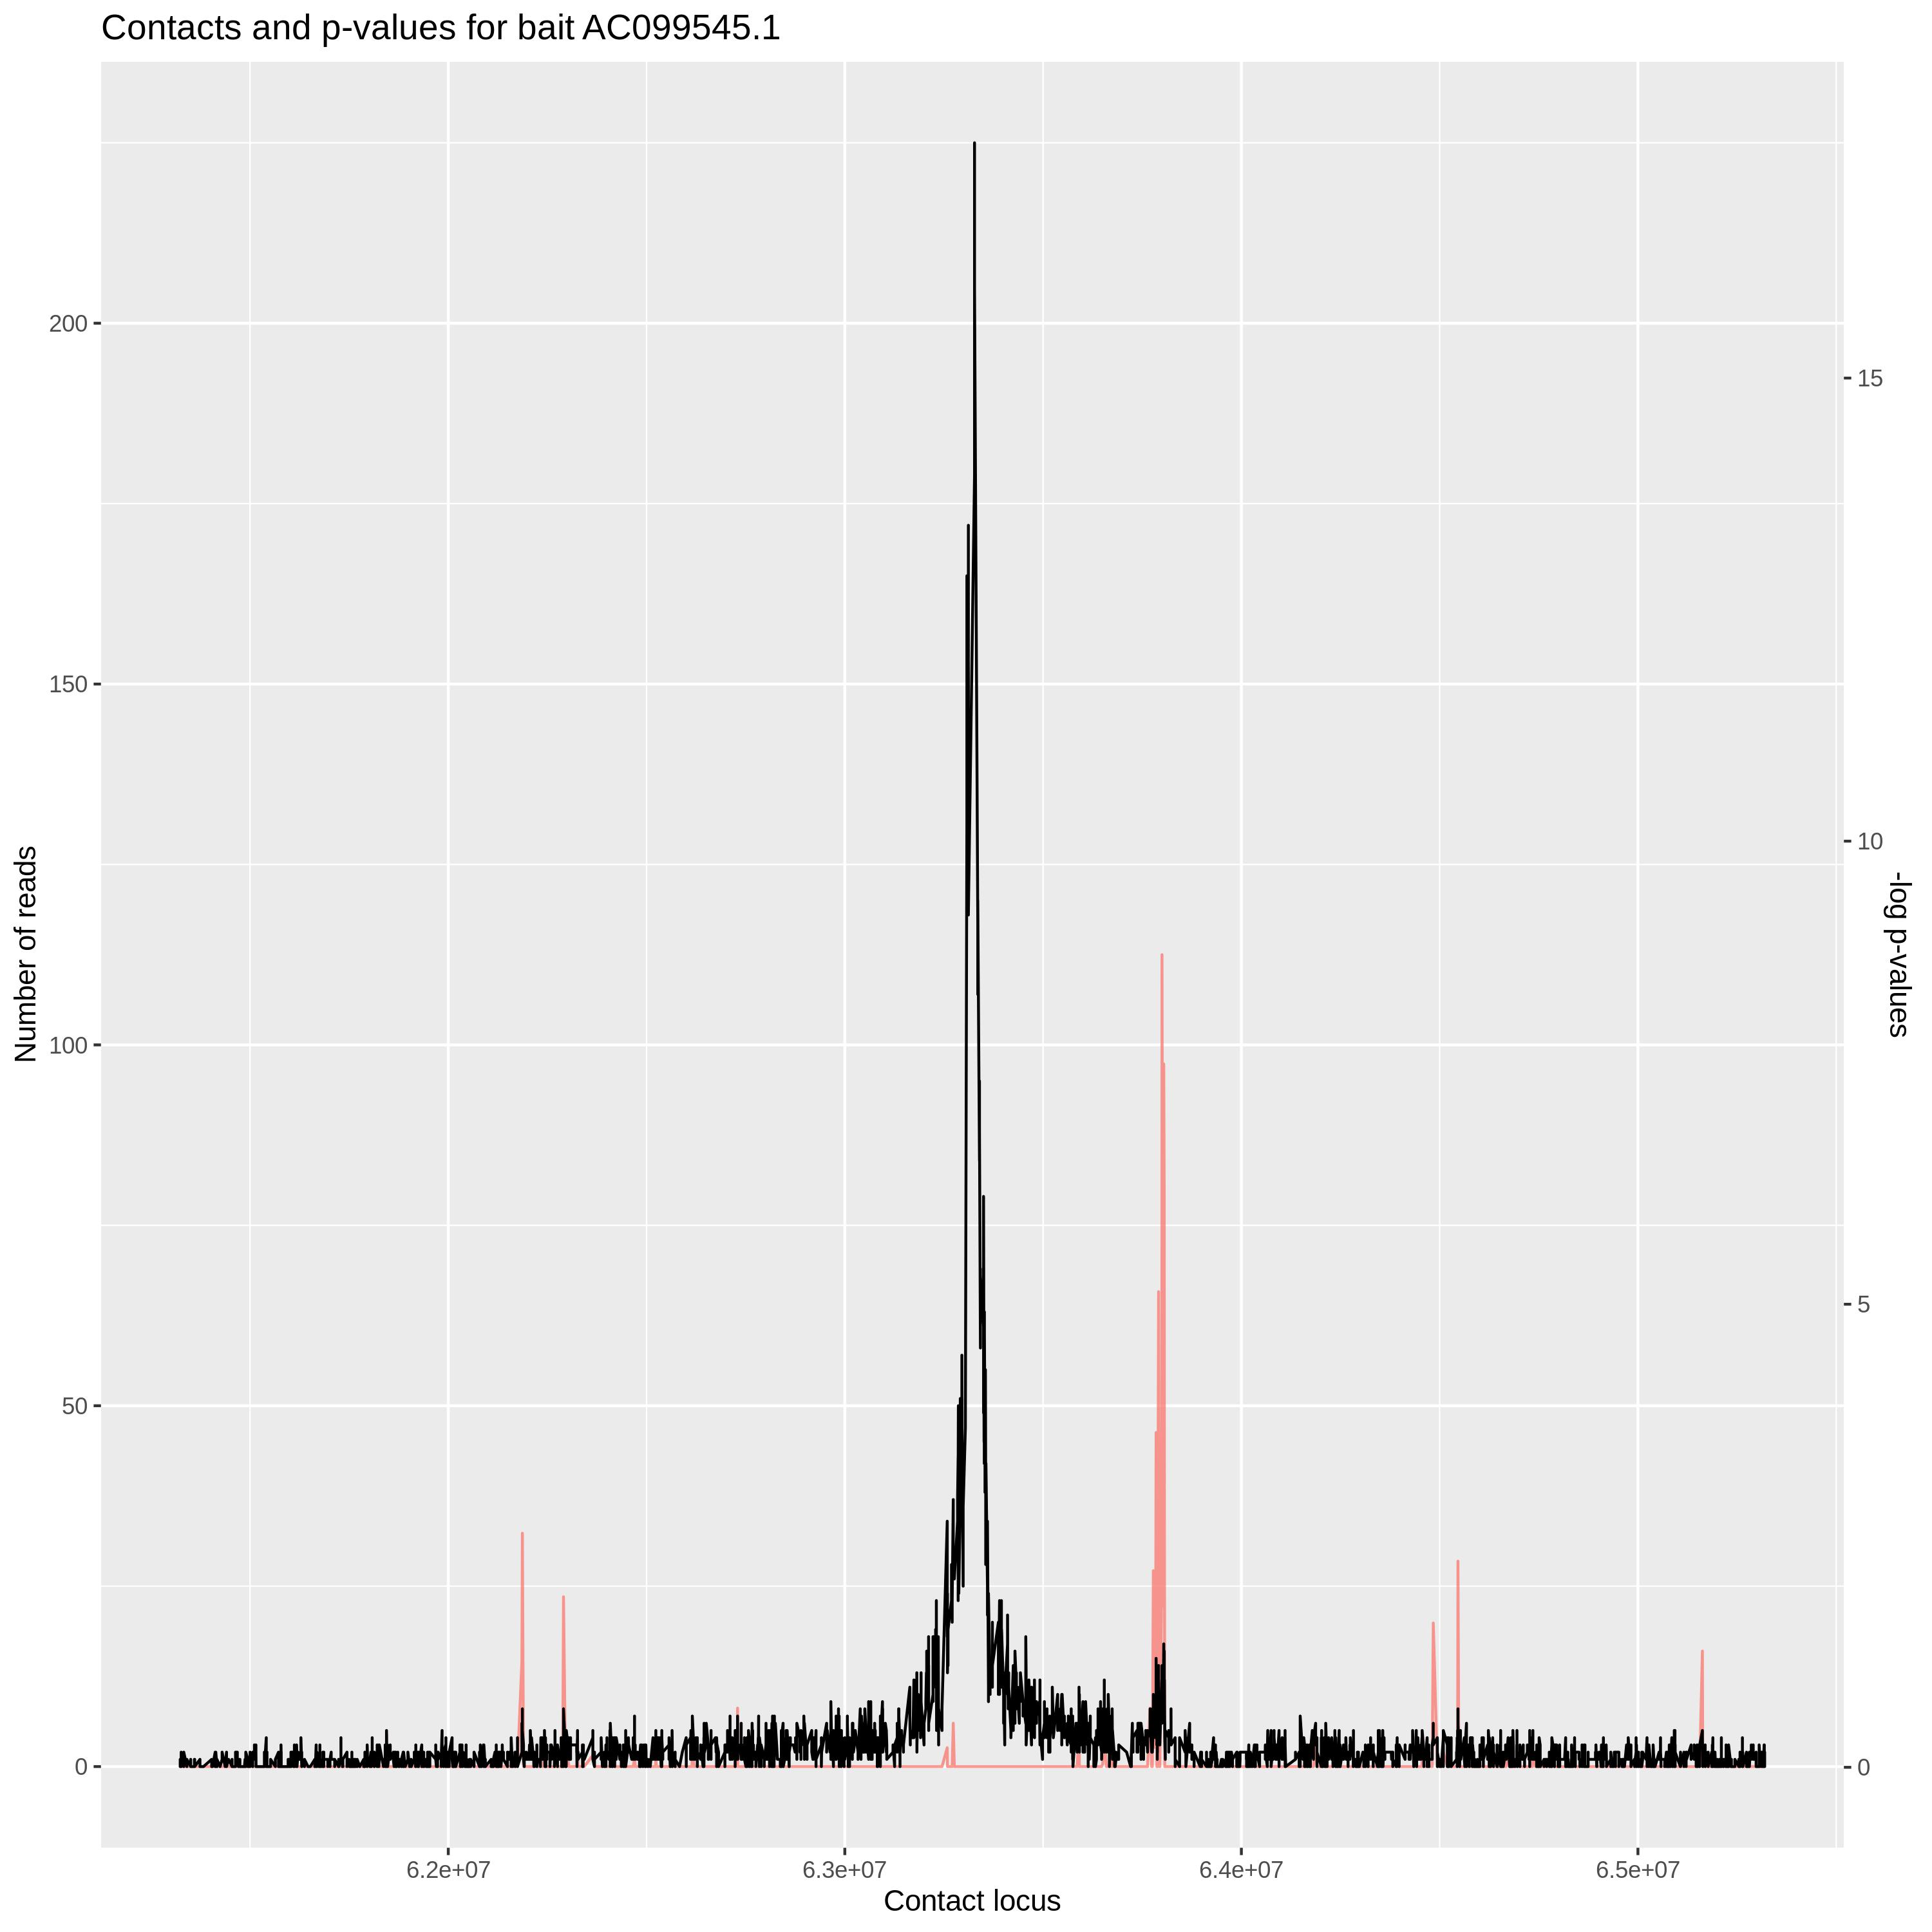 Contacts and p-values for bait AC099545.1
200
150
100
50
0
Number of reads
15
10
5
0
-log p-values
6.2e+07
6.3e+07
6.4e+07
6.5e+07
Contact locus